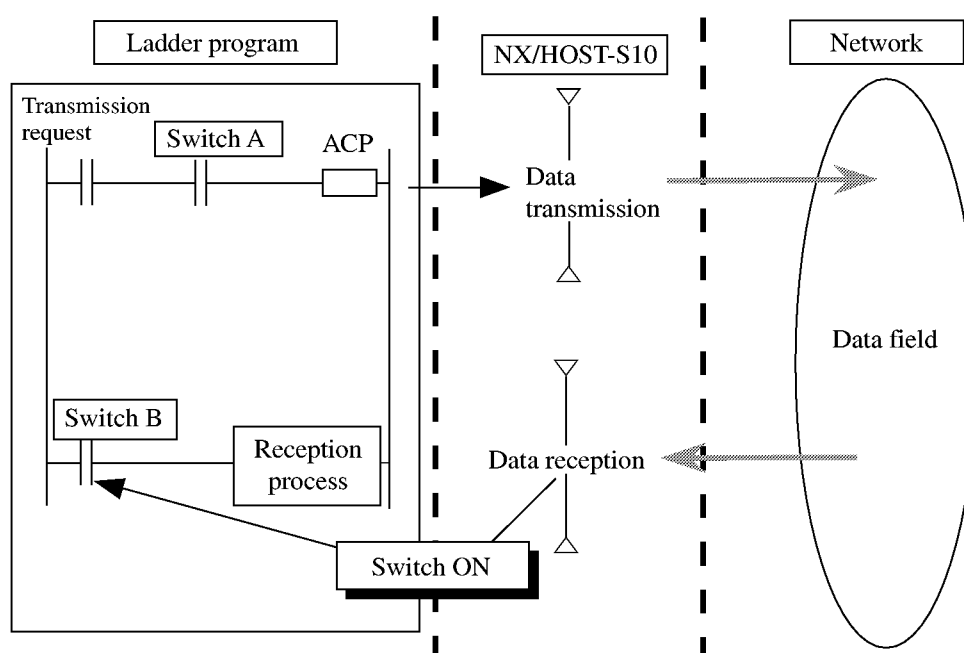 Ladder program
NX/HOST-S10
Network
Transmission
request
Switch A
ACP
Data
transmission
Data field
Switch B
Reception
process
Data reception
Switch ON